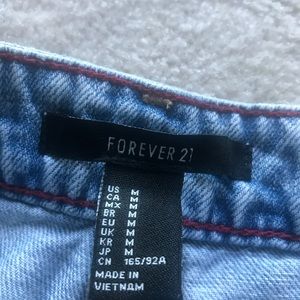 FOREVER 21
US M
CA M
MX M
BR M
EU M
UK M
KR M
JP M
CN 165/92A
MADE IN
VIETNAM